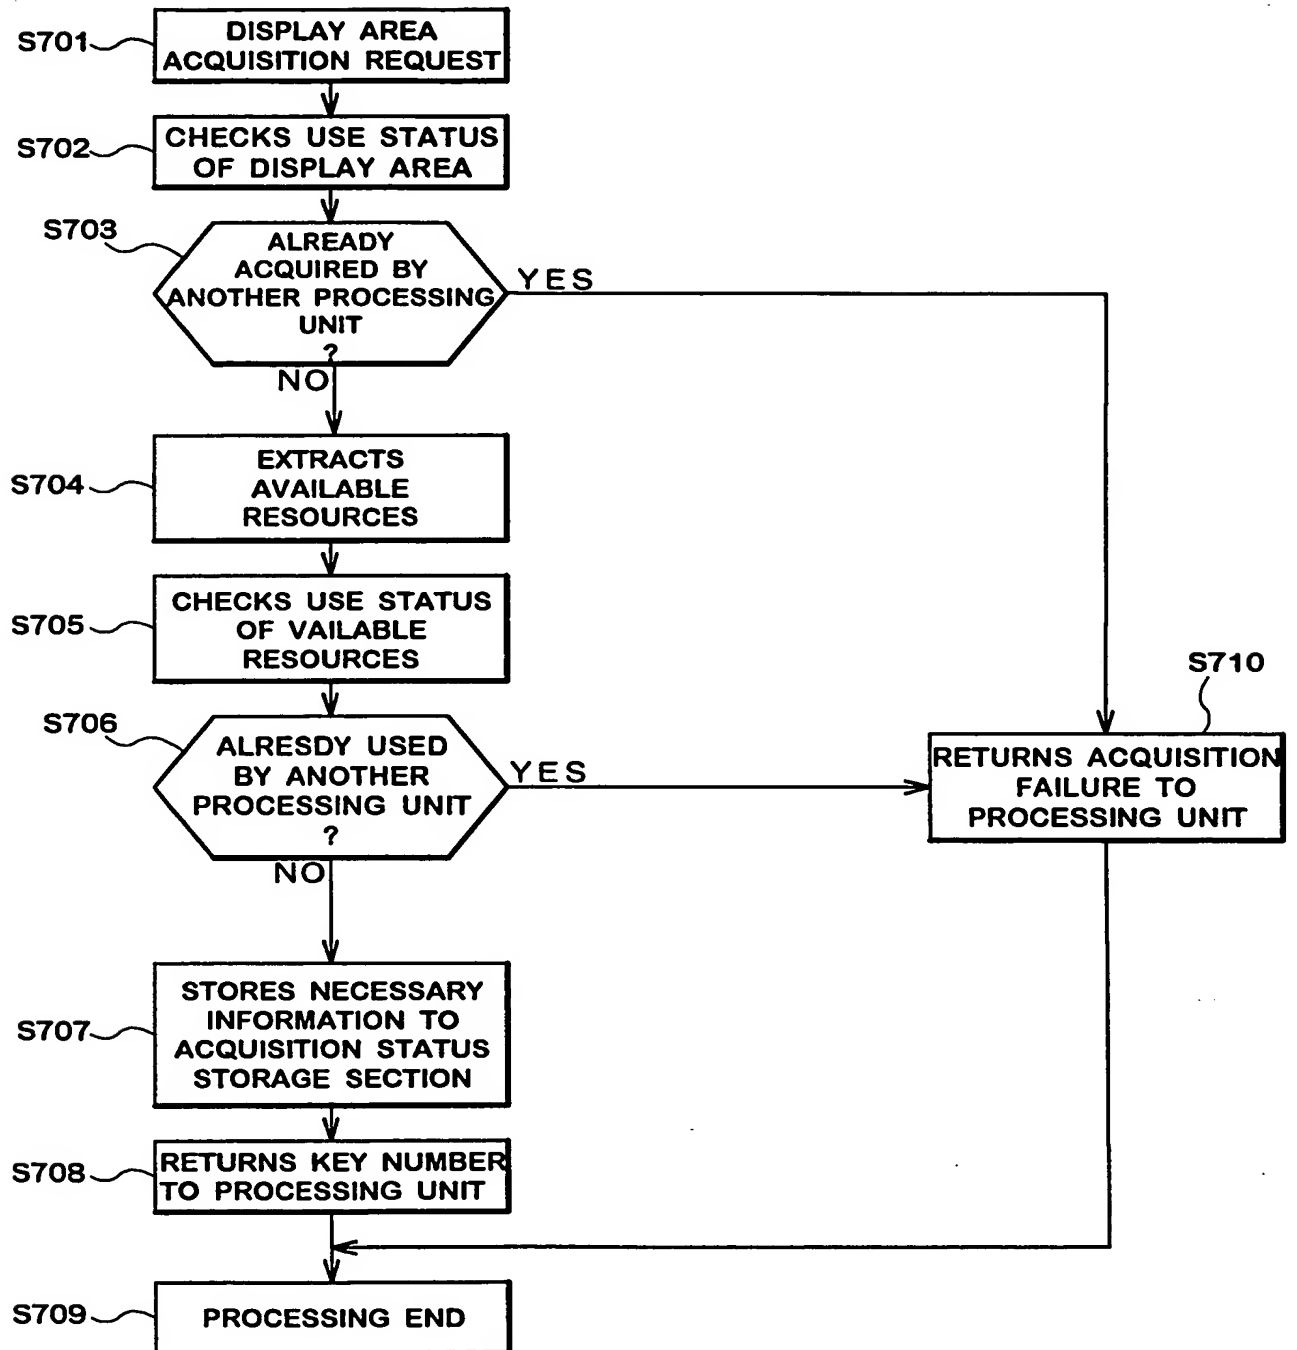 S701
DISPLAY AREA
ACQUISITION REQUEST
S702
CHECKS USE STATUS
OF DISPLAY AREA
S703
ALREADY
ACQUIRED BY
ANOTHER PROCESSING
UNIT
?
YES
NO
S704
EXTRACTS
AVAILABLE
RESOURCES
S705
CHECKS USE STATUS
OF VAILABLE
RESOURCES
S706
ALRESDY USED
BY ANOTHER
PROCESSING UNIT
?
YES
NO
S710
RETURNS ACQUISITION
FAILURE TO
PROCESSING UNIT
S707
STORES NECESSARY
INFORMATION TO
ACQUISITION STATUS
STORAGE SECTION
S708
RETURNS KEY NUMBER
TO PROCESSING UNIT
S709
PROCESSING END